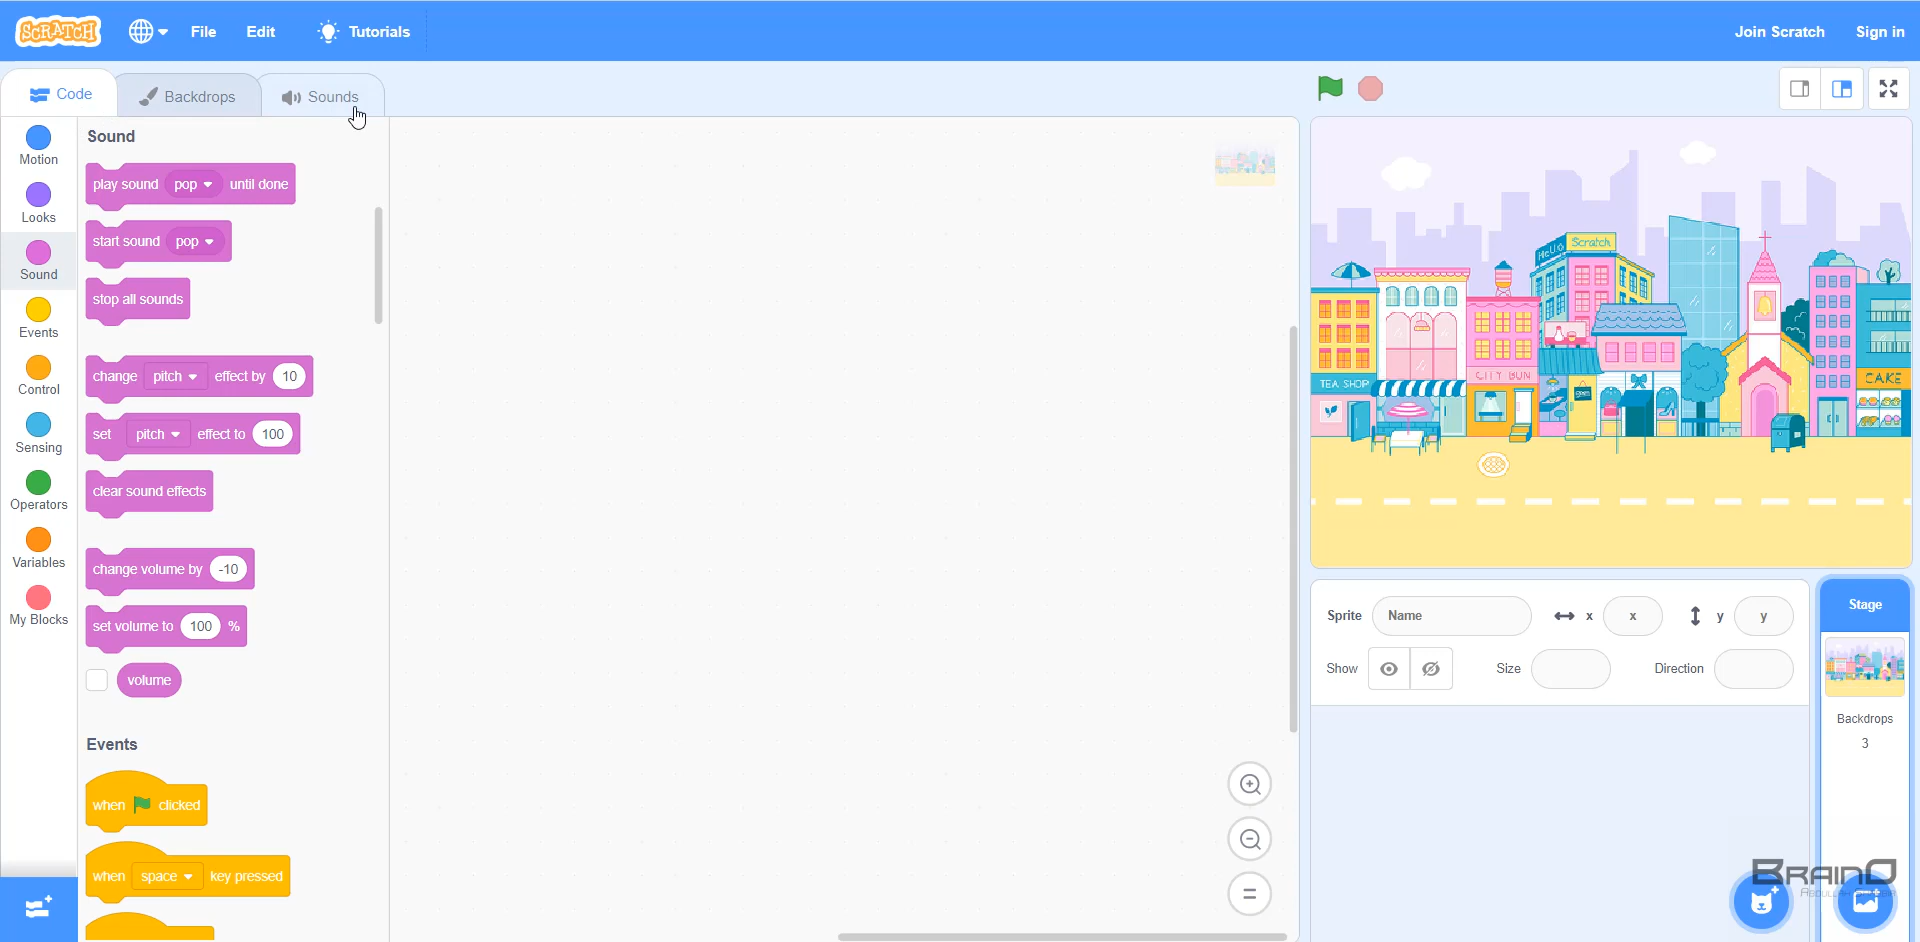 SCRATCH File Edit Tutorials Join Scratch Sign in
Code Backdrops Sounds
Motion
Looks
Sound
Events
Control
Sensing
Operators
Variables
My Blocks
Sound
play sound pop until done
start sound pop
stop all sounds
change pitch effect by 10
set pitch effect to 100
clear sound effects
change volume by -10
set volume to 100 %
volume
Events
when clicked
when space key pressed
HELLO Scratch
TEA SHOP
CITY BUN
CAKE
Sprite Name x x y y
Show Size Direction
Stage
Backdrops
3
BRAINO